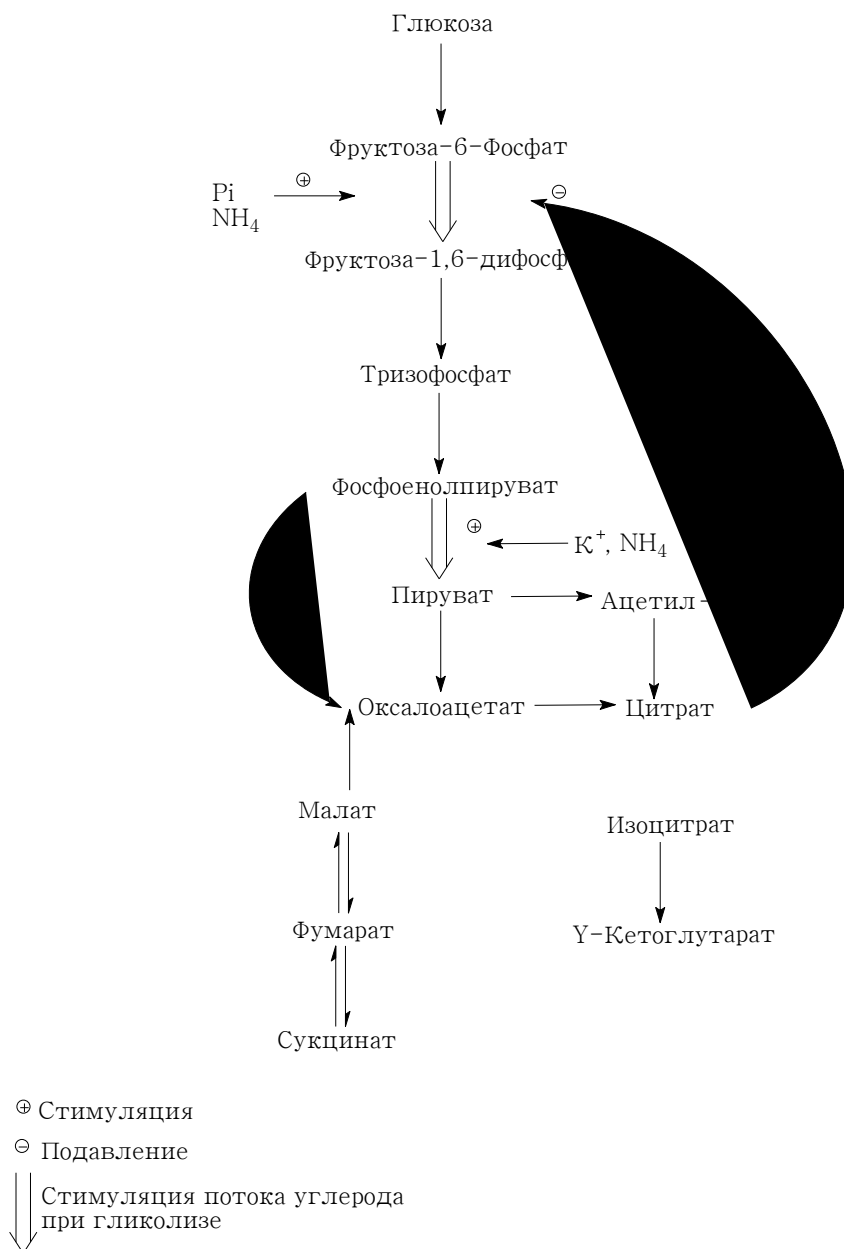 Глюкоза
Фруктоза-6-Фосфат
⊕
⊖
Pi
NH₄
Фруктоза-1,6-дифосф
Тризофосфат
Фосфоенолпируват
⊕
K⁺, NH₄
Пируват
Ацетил-
Оксалоацетат
Цитрат
Малат
Изоцитрат
Фумарат
Y-Кетоглутарат
Сукцинат
⊕ Стимуляция
⊖ Подавление
Стимуляция потока углерода
при гликолизе